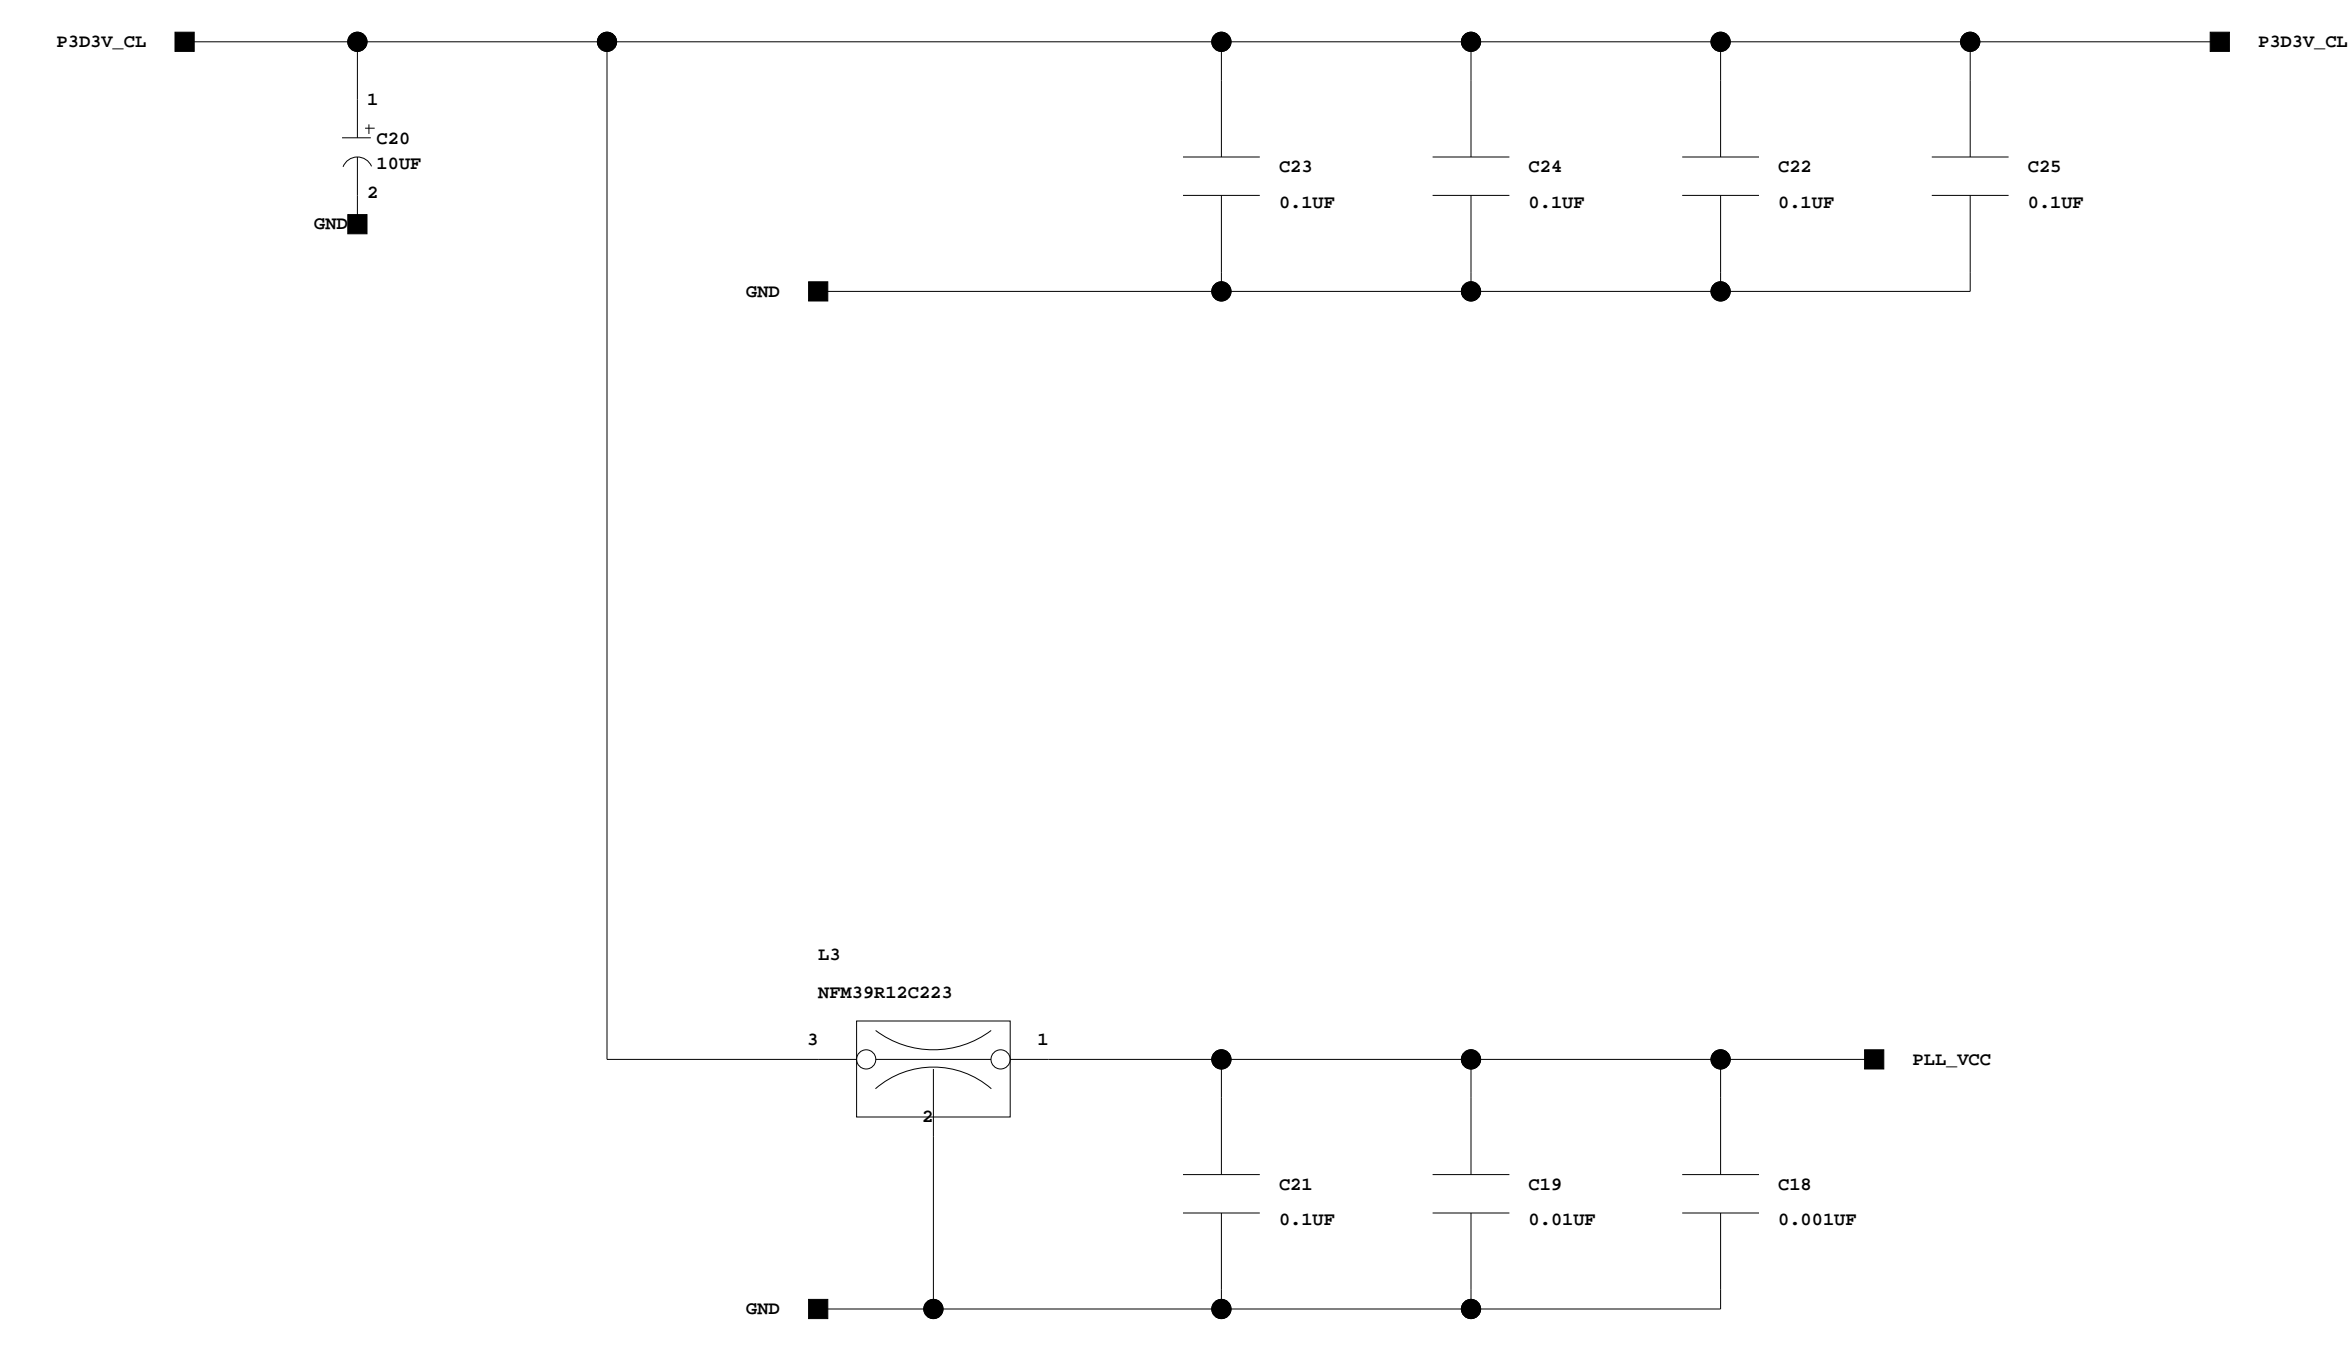 P3D3V_CL
P3D3V_CL
1
+
C20
10UF
2
GND
C23
0.1UF
C24
0.1UF
C22
0.1UF
C25
0.1UF
GND
L3
NFM39R12C223
3
1
2
PLL_VCC
C21
0.1UF
C19
0.01UF
C18
0.001UF
GND